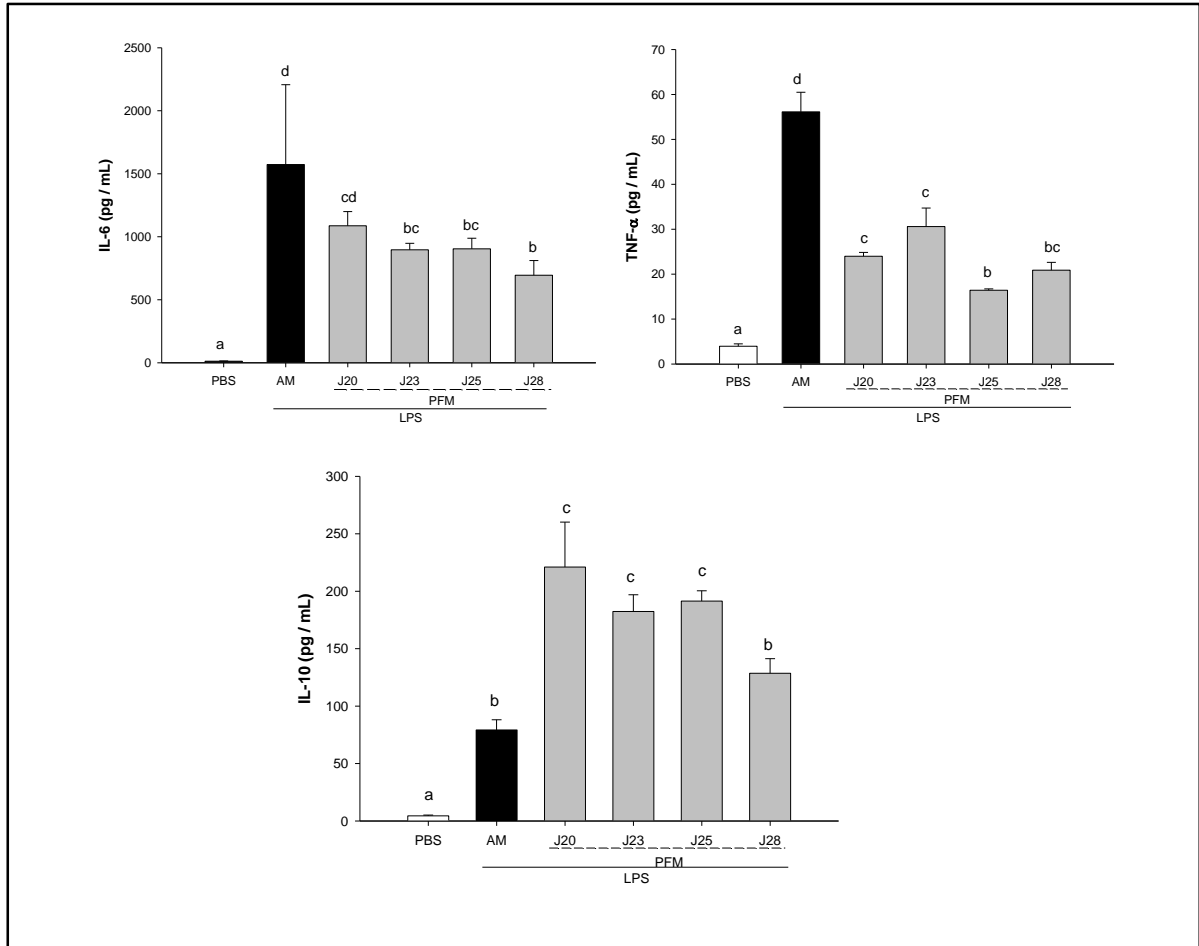 IL-6 (pg / mL)
2500
2000
1500
1000
500
0
a
d
cd
bc
bc
b
PBS AM J20 J23 J25 J28
PFM
LPS
TNF-α (pg / mL)
70
60
50
40
30
20
10
0
a
d
c
c
b
bc
PBS AM J20 J23 J25 J28
PFM
LPS
IL-10 (pg / mL)
300
250
200
150
100
50
0
a
b
c
c
c
b
PBS AM J20 J23 J25 J28
PFM
LPS